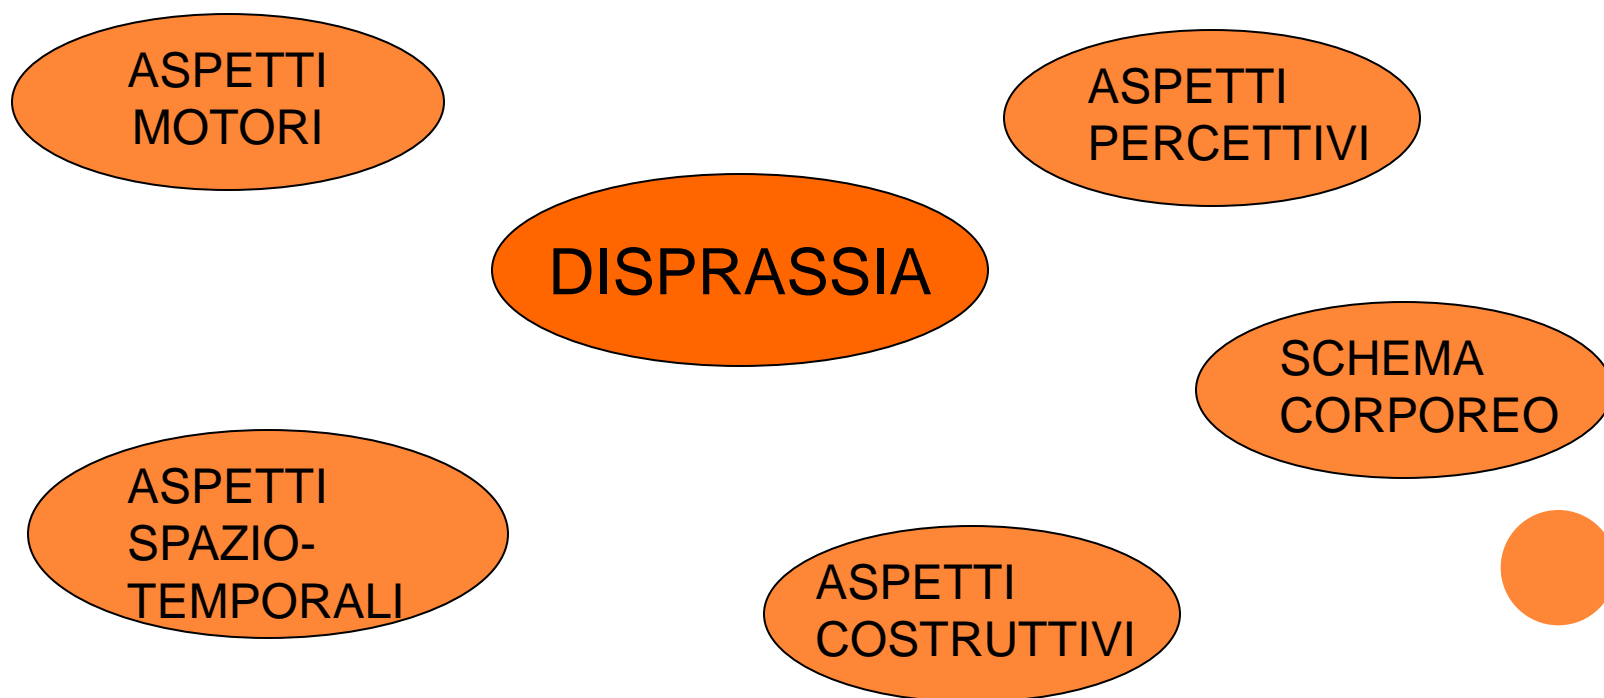 ASPETTI
MOTORI
ASPETTI
PERCETTIVI
DISPRASSIA
SCHEMA
CORPOREO
ASPETTI
SPAZIO-
TEMPORALI
ASPETTI
COSTRUTTIVI